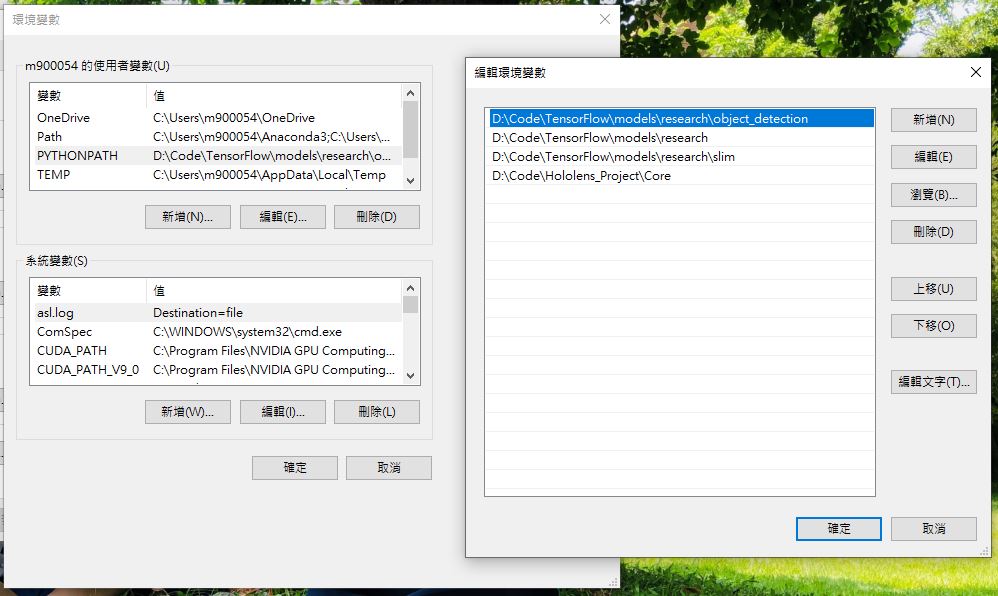 環境變數
m900054 的使用者變數(U)
變數 值
OneDrive C:\Users\m900054\OneDrive
Path C:\Users\m900054\Anaconda3;C:\Users\...
PYTHONPATH D:\Code\TensorFlow\models\research\o...
TEMP C:\Users\m900054\AppData\Local\Temp
新增(N)... 編輯(E)... 刪除(D)
系統變數(S)
變數 值
asl.log Destination=file
ComSpec C:\WINDOWS\system32\cmd.exe
CUDA_PATH C:\Program Files\NVIDIA GPU Computing...
CUDA_PATH_V9_0 C:\Program Files\NVIDIA GPU Computing...
新增(W)... 編輯(I)... 刪除(L)
確定 取消
編輯環境變數
D:\Code\TensorFlow\models\research\object_detection
D:\Code\TensorFlow\models\research
D:\Code\TensorFlow\models\research\slim
D:\Code\Hololens_Project\Core
新增(N)
編輯(E)
瀏覽(B)...
刪除(D)
上移(U)
下移(O)
編輯文字(T)...
確定 取消